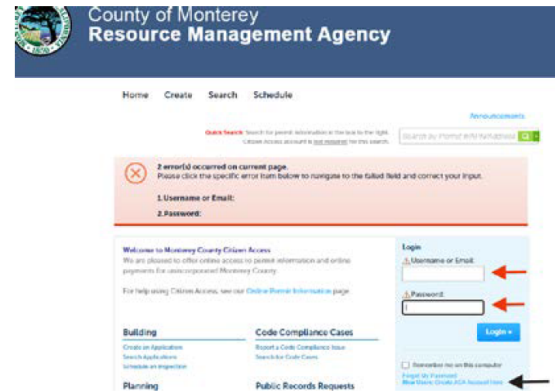 County of Monterey
Resource Management Agency
Home Create Search Schedule
Announcements
Quick Search: Search for permit information in the box to the right.
Citizen Access account is not required for this search.
2 error(s) occurred on current page.
Please click the specific error item below to navigate to the failed
field and correct your input.
1.Username or Email:
2.Password:
Welcome to Monterey County Citizen Access
We are pleased to offer online access to permit information and online
payments for unincorporated Monterey County.
For help using Citizen Access, see our Online Permit Information page
Login
Username or Email:
Password:
Login »
Remember me on this computer
Forgot My Password
New Users: Create ACA Account Here
Building
Create an Application
Search Applications
Schedule an Inspection
Code Compliance Cases
Report a Code Compliance Issue
Search for Code Cases
Planning
Public Records Requests